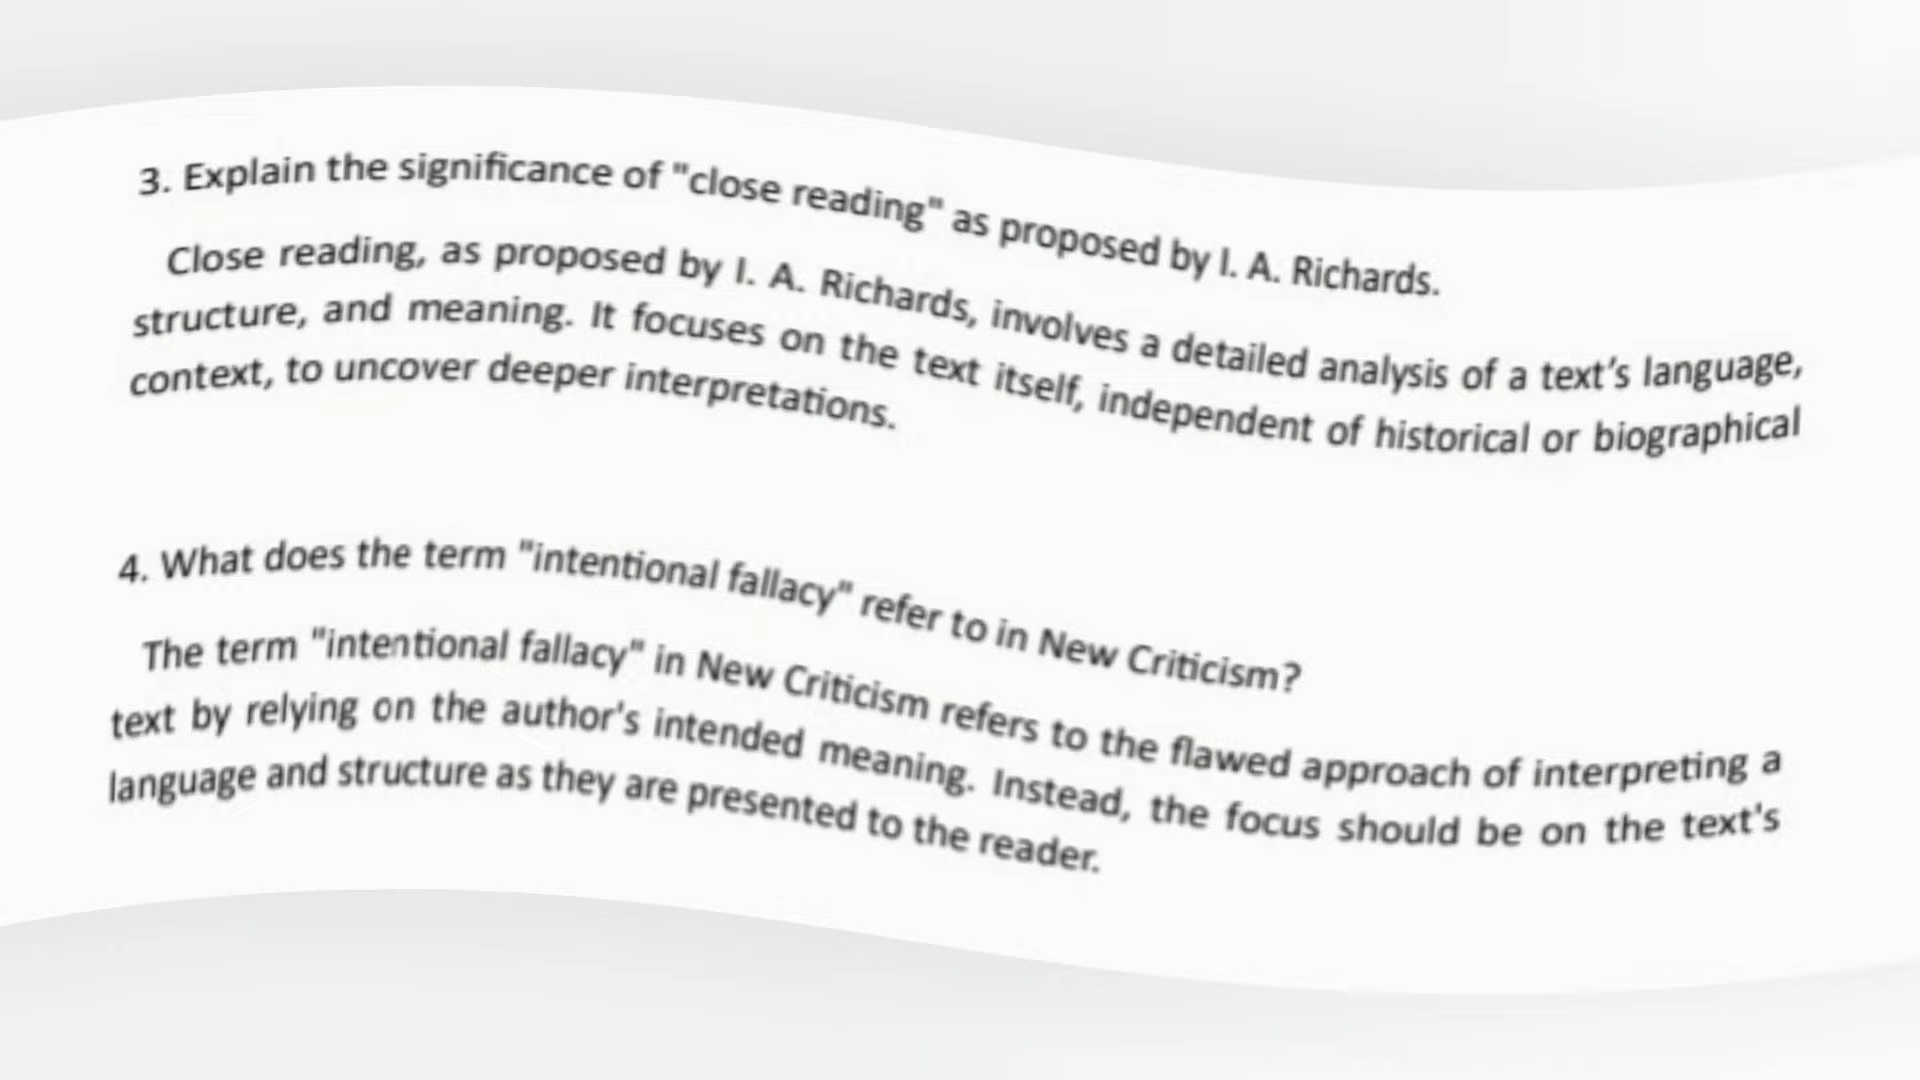 3. Explain the significance of "close reading" as proposed by I. A. Richards.
Close reading, as proposed by I. A. Richards, involves a detailed analysis of a text’s language,
structure, and meaning. It focuses on the text itself, independent of historical or biographical
context, to uncover deeper interpretations.
4. What does the term "intentional fallacy" refer to in New Criticism?
The term "intentional fallacy" in New Criticism refers to the flawed approach of interpreting a
text by relying on the author's intended meaning. Instead, the focus should be on the text's
language and structure as they are presented to the reader.